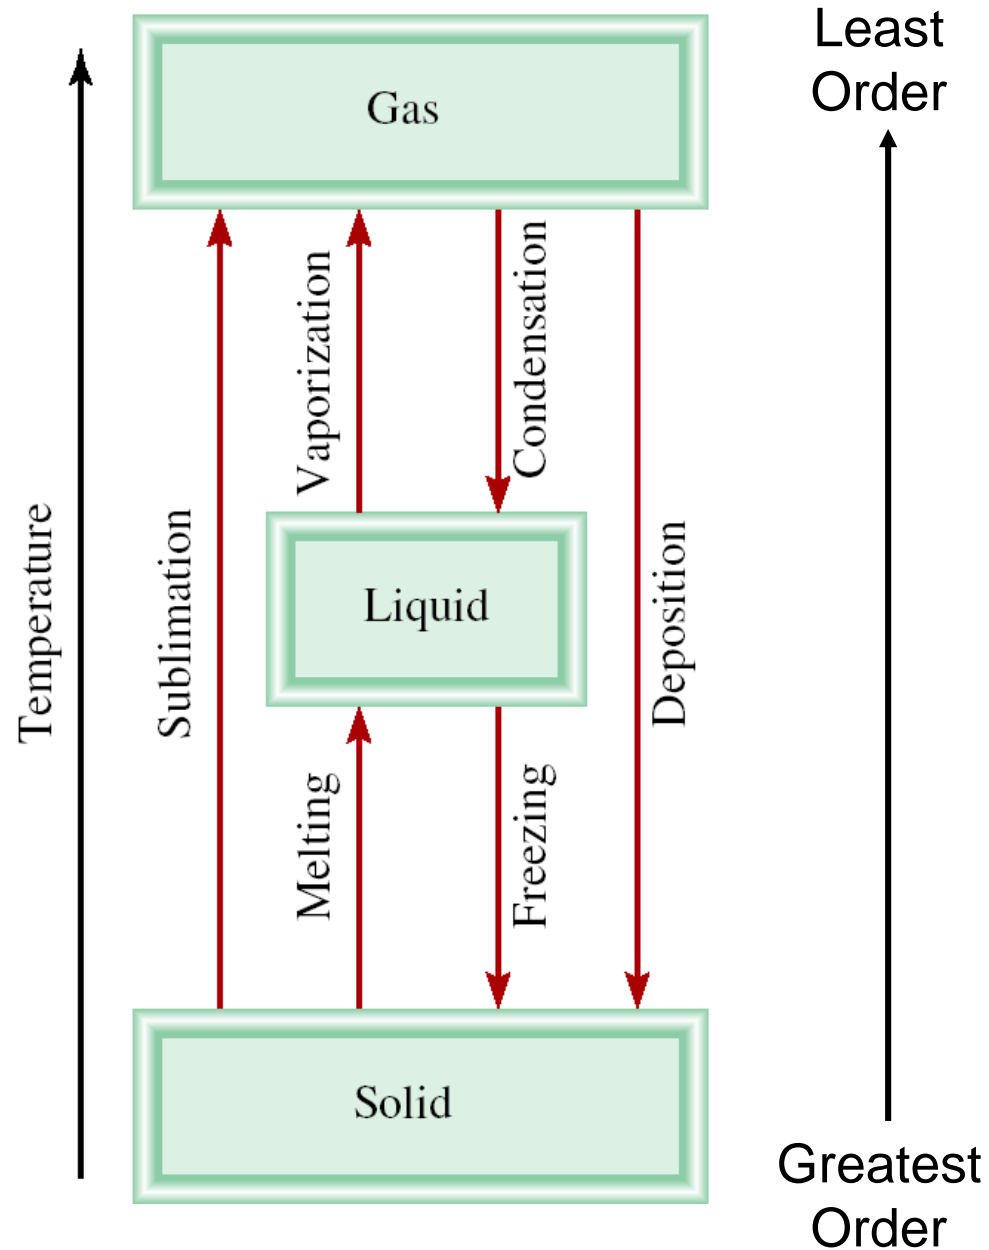 Least
Order
Gas
Temperature
Sublimation
Vaporization
Condensation
Deposition
Liquid
Melting
Freezing
Solid
Greatest
Order